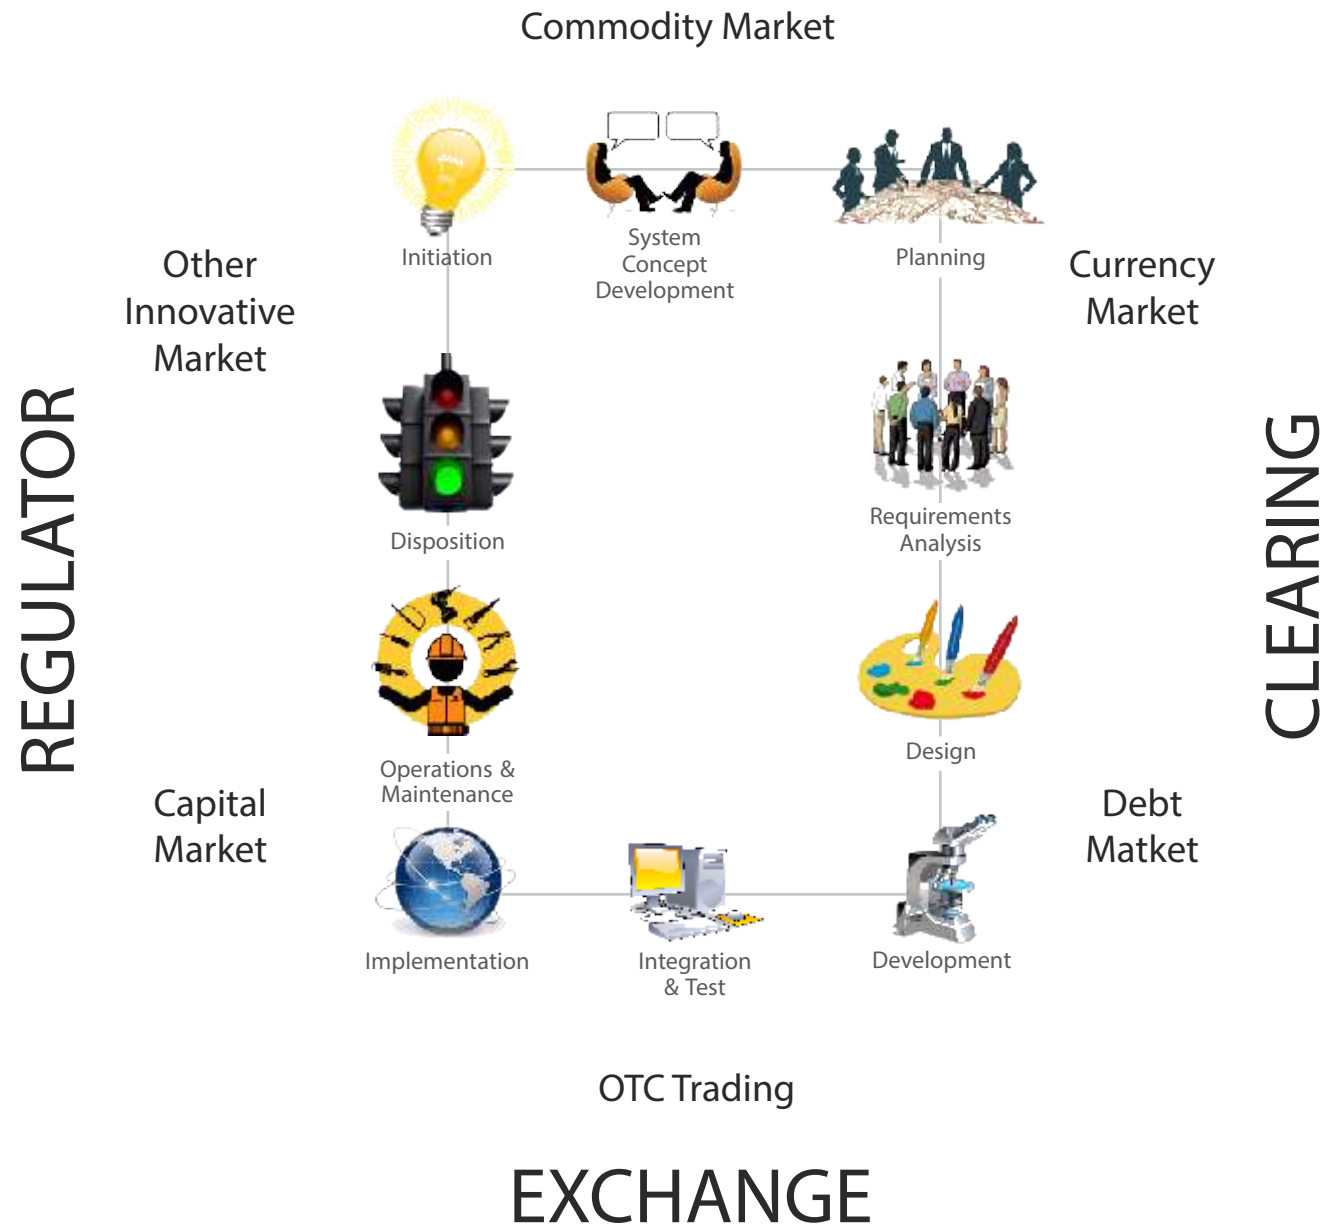 Commodity Market
Initiation
System
Concept
Development
Planning
Other
Innovative
Market
Currency
Market
REGULATOR
CLEARING
Disposition
Requirements
Analysis
Operations &
Maintenance
Design
Capital
Market
Debt
Matket
Implementation
Integration
& Test
Development
OTC Trading
EXCHANGE